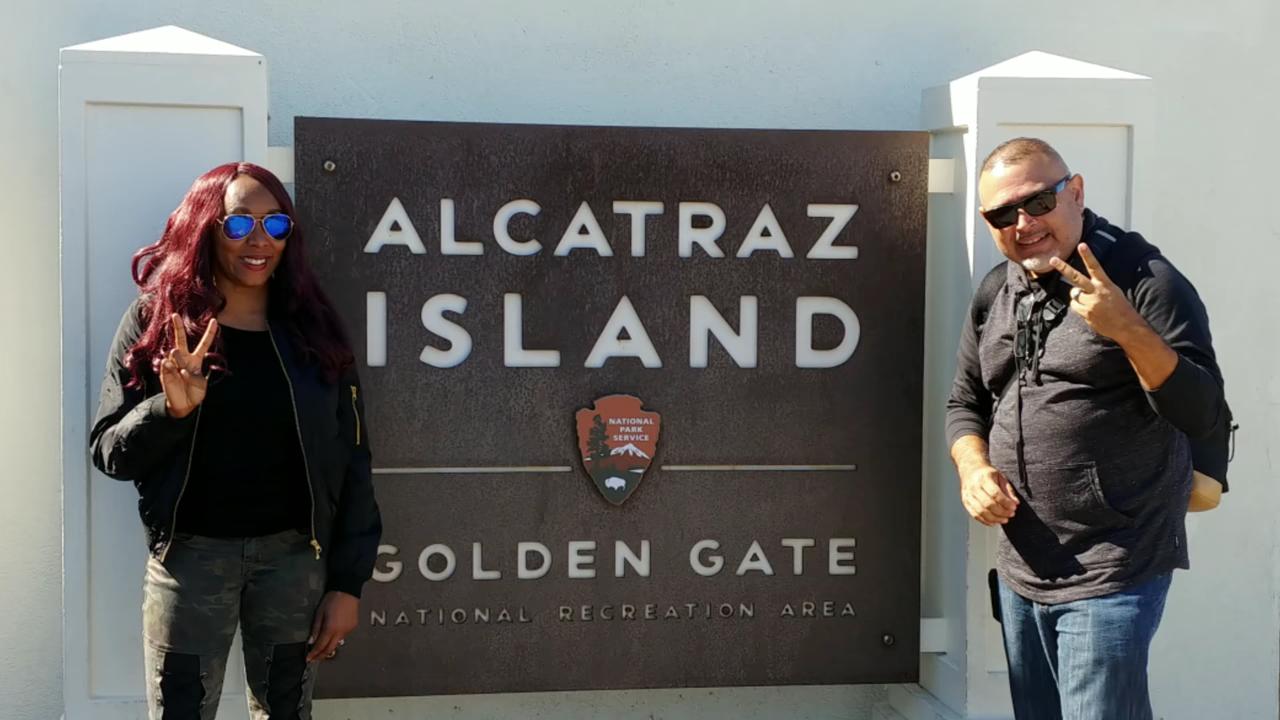 ALCATRAZ
ISLAND
NATIONAL
PARK
SERVICE
GOLDEN GATE
NATIONAL RECREATION AREA